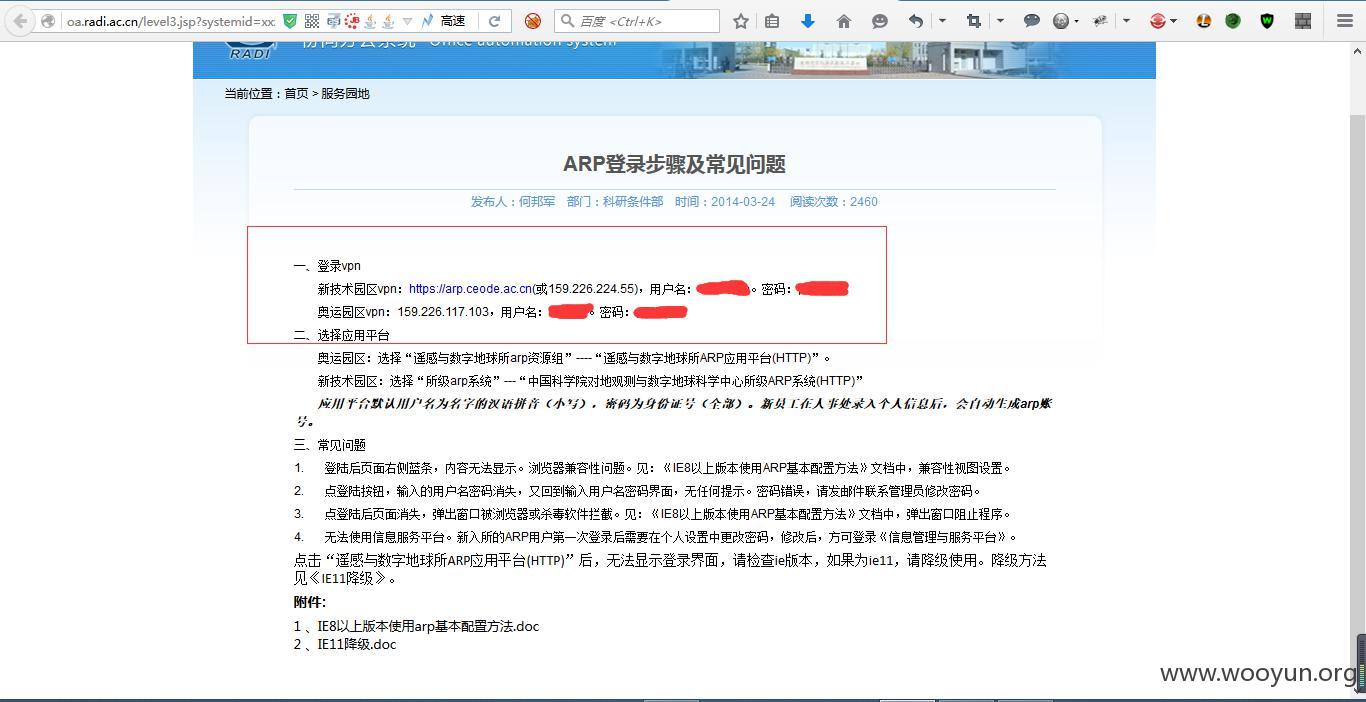 oa.radi.ac.cn/level3.jsp?systemid=xx
高速
百度 <Ctrl+K>
RADI
协同办公系统 Office automation system
当前位置：首页 > 服务园地
ARP登录步骤及常见问题
发布人：何邦军 部门：科研条件部 时间：2014-03-24 阅读次数：2460
一、登录vpn
新技术园区vpn：https://arp.ceode.ac.cn(或159.226.224.55)，用户名： 。密码：
奥运园区vpn：159.226.117.103，用户名： 。密码：
二、选择应用平台
奥运园区：选择“遥感与数字地球所arp资源组”----“遥感与数字地球所ARP应用平台(HTTP)”。
新技术园区：选择“所级arp系统”---“中国科学院对地观测与数字地球科学中心所级ARP系统(HTTP)”
应用平台默认用户名为名字的汉语拼音（小写），密码为身份证号（全部）。新员工在人事处录入个人信息后，会自动生成arp账
号。
三、常见问题
1. 登陆后页面右侧蓝条，内容无法显示。浏览器兼容性问题。见：《IE8以上版本使用ARP基本配置方法》文档中，兼容性视图设置。
2. 点登陆按钮，输入的用户名密码消失，又回到输入用户名密码界面，无任何提示。密码错误，请发邮件联系管理员修改密码。
3. 点登陆后页面消失，弹出窗口被浏览器或杀毒软件拦截。见：《IE8以上版本使用ARP基本配置方法》文档中，弹出窗口阻止程序。
4. 无法使用信息服务平台。新入所的ARP用户第一次登录后需要在个人设置中更改密码，修改后，方可登录《信息管理与服务平台》。
点击“遥感与数字地球所ARP应用平台(HTTP)”后，无法显示登录界面，请检查ie版本，如果为ie11，请降级使用。降级方法
见《IE11降级》。
附件：
1 、IE8以上版本使用arp基本配置方法.doc
2 、IE11降级.doc
www.wooyun.org